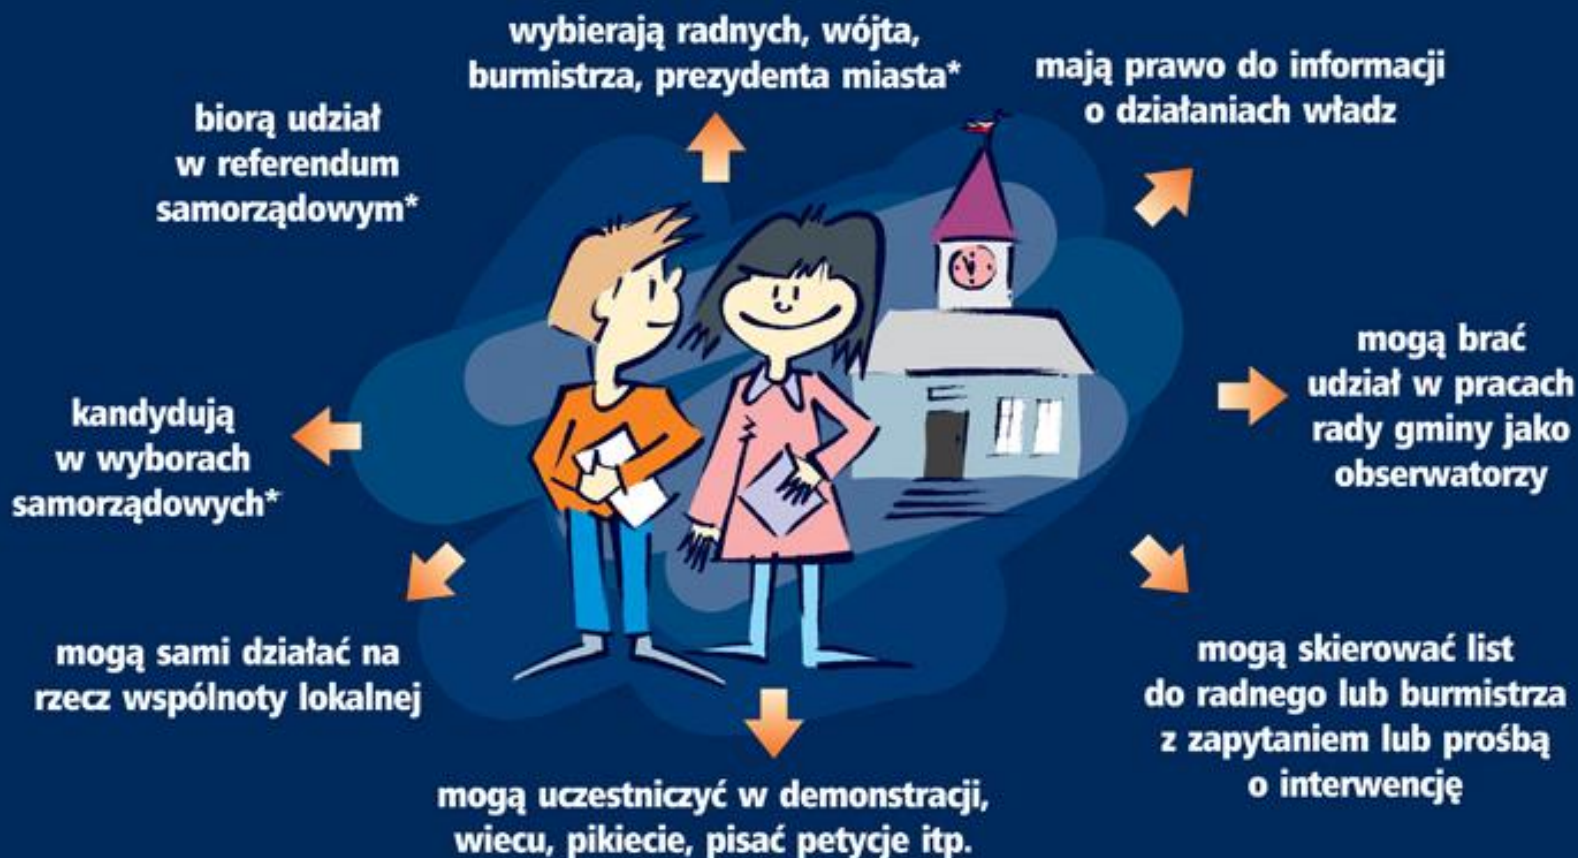 wybierają radnych, wójta,
burmistrza, prezydenta miasta*
mają prawo do informacji
o działaniach władz
mogą brać
udział w pracach
rady gminy jako
obserwatorzy
mogą skierować list
do radnego lub burmistrza
z zapytaniem lub prośbą
o interwencję
mogą uczestniczyć w demonstracji,
wiecu, pikiecie, pisać petycje itp.
mogą sami działać na
rzecz wspólnoty lokalnej
kandydują
w wyborach
samorządowych*
biorą udział
w referendum
samorządowym*